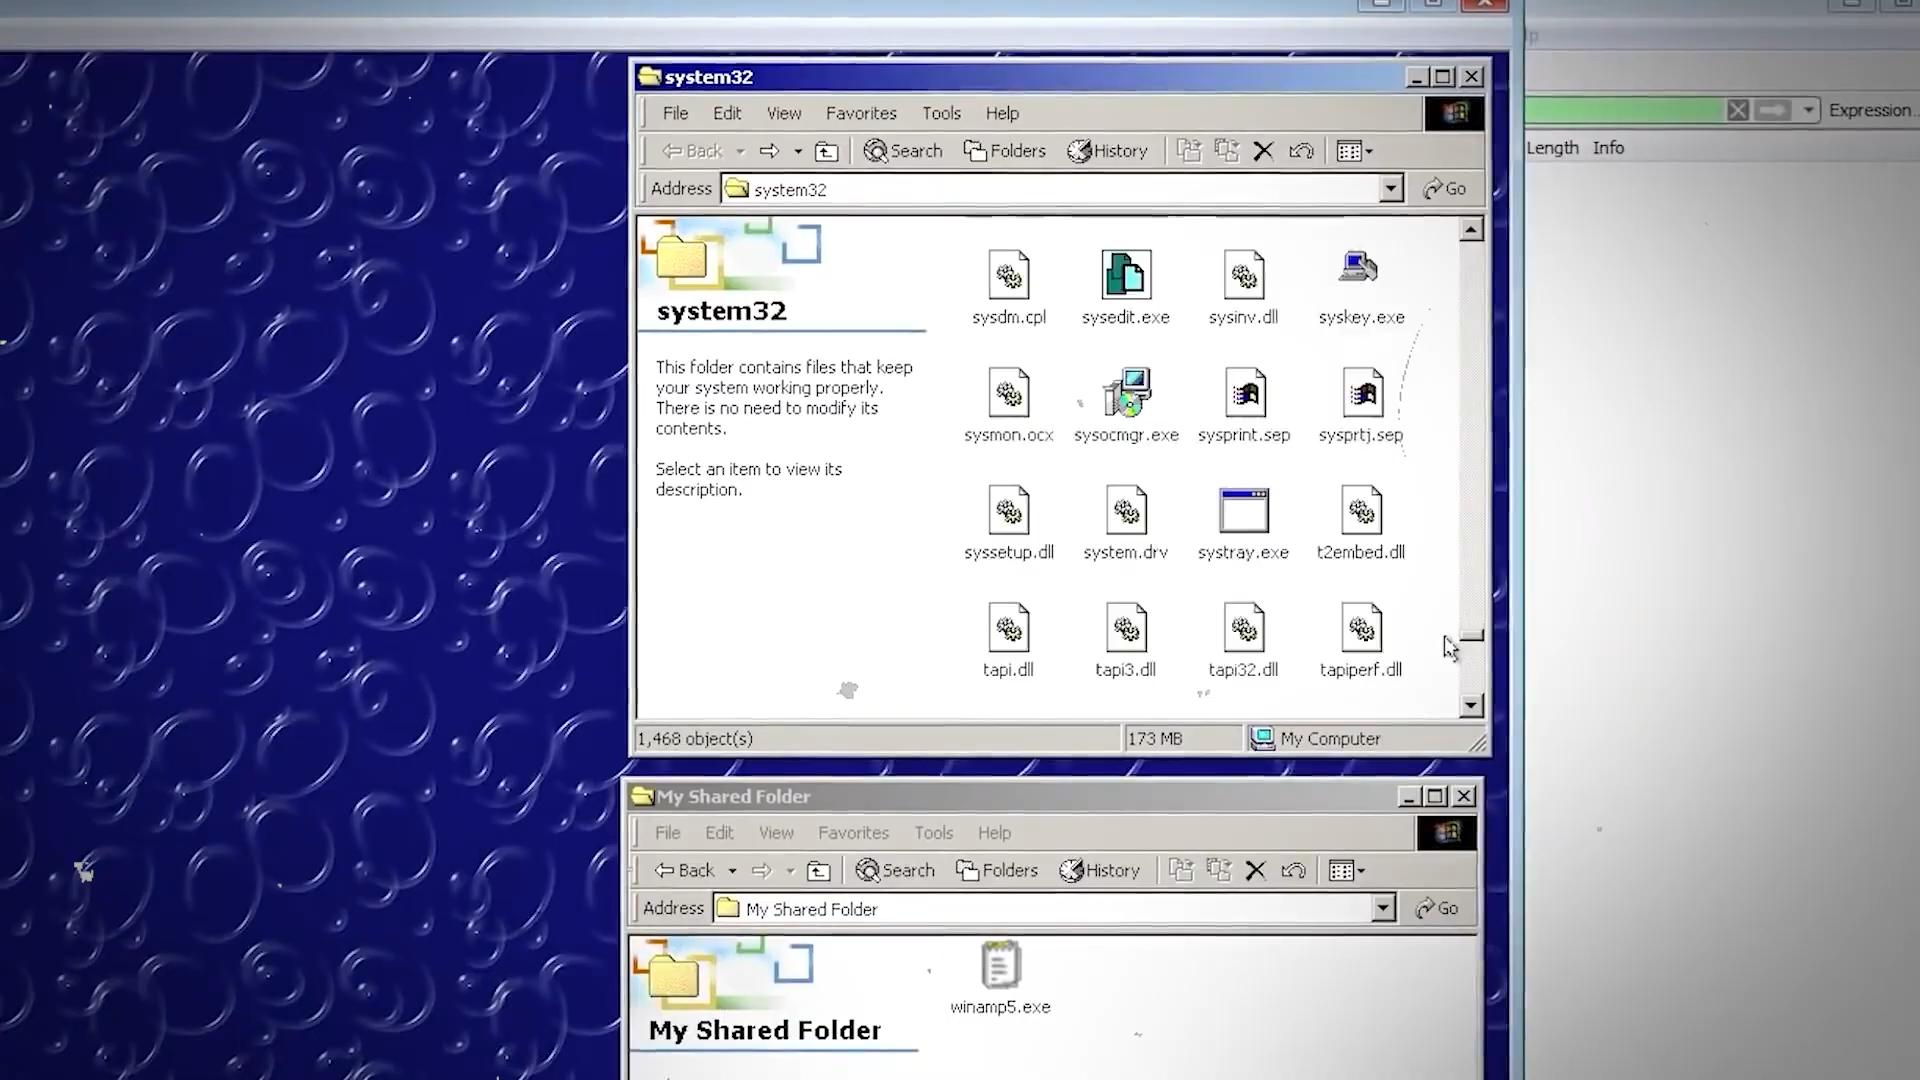 system32
File Edit View Favorites Tools Help
Back Search Folders History
Address system32 Go
system32
This folder contains files that keep
your system working properly.
There is no need to modify its
contents.
Select an item to view its
description.
sysdm.cpl sysedit.exe sysinv.dll syskey.exe
sysmon.ocx sysocmgr.exe sysprint.sep sysprtj.sep
syssetup.dll system.drv systray.exe t2embed.dll
tapi.dll tapi3.dll tapi32.dll tapiperf.dll
1,468 object(s) 173 MB My Computer
My Shared Folder
File Edit View Favorites Tools Help
Back Search Folders History
Address My Shared Folder Go
My Shared Folder
winamp5.exe
Expression...
Length Info